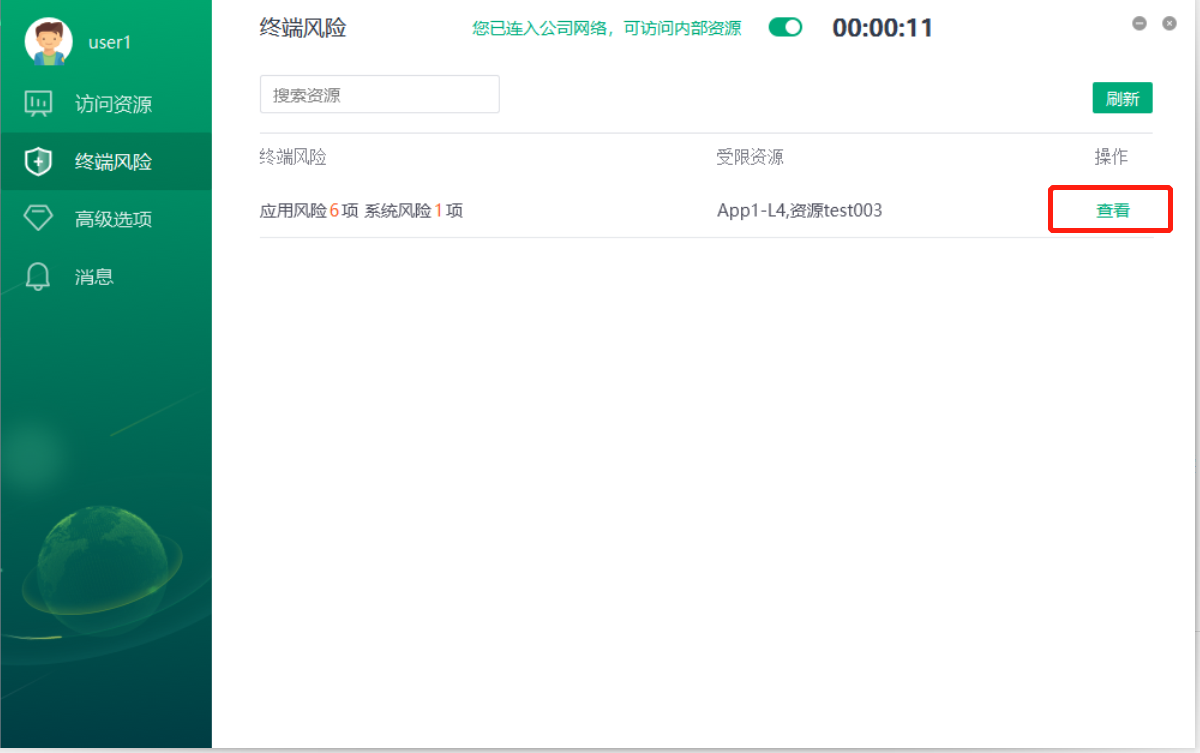 user1
访问资源
终端风险
高级选项
消息
终端风险
您已连入公司网络，可访问内部资源
00:00:11
搜索资源
刷新
终端风险 受限资源 操作
应用风险6项 系统风险1项 App1-L4,资源test003 查看